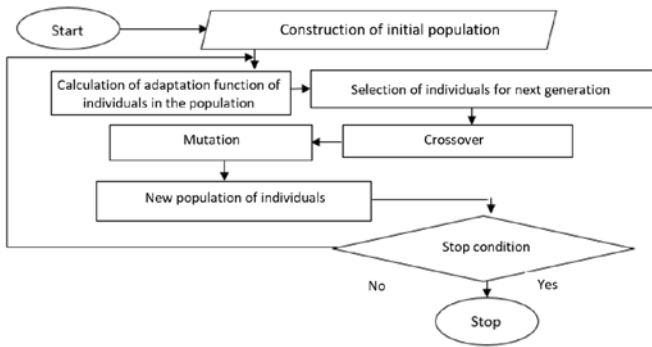 Start
Construction of initial population
Calculation of adaptation function of
individuals in the population
Selection of individuals for next generation
Mutation
Crossover
New population of individuals
Stop condition
No
Yes
Stop